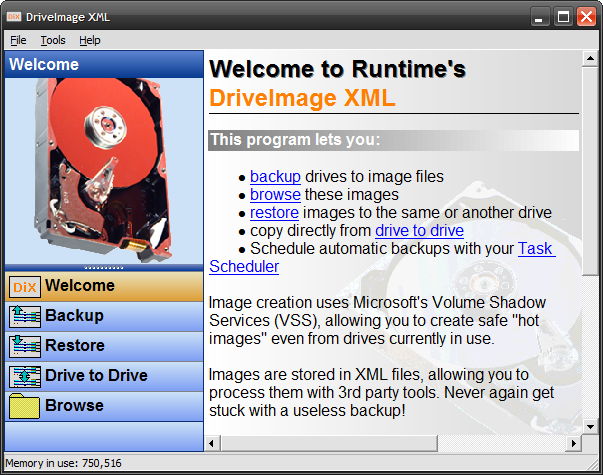 DiX DriveImage XML
File Tools Help
Welcome
DiX Welcome
Backup
Restore
Drive to Drive
Browse
Welcome to Runtime's
DriveImage XML
This program lets you:
• backup drives to image files
• browse these images
• restore images to the same or another drive
• copy directly from drive to drive
• Schedule automatic backups with your Task
Scheduler
Image creation uses Microsoft's Volume Shadow
Services (VSS), allowing you to create safe "hot
images" even from drives currently in use.
Images are stored in XML files, allowing you to
process them with 3rd party tools. Never again get
stuck with a useless backup!
Memory in use: 750,516